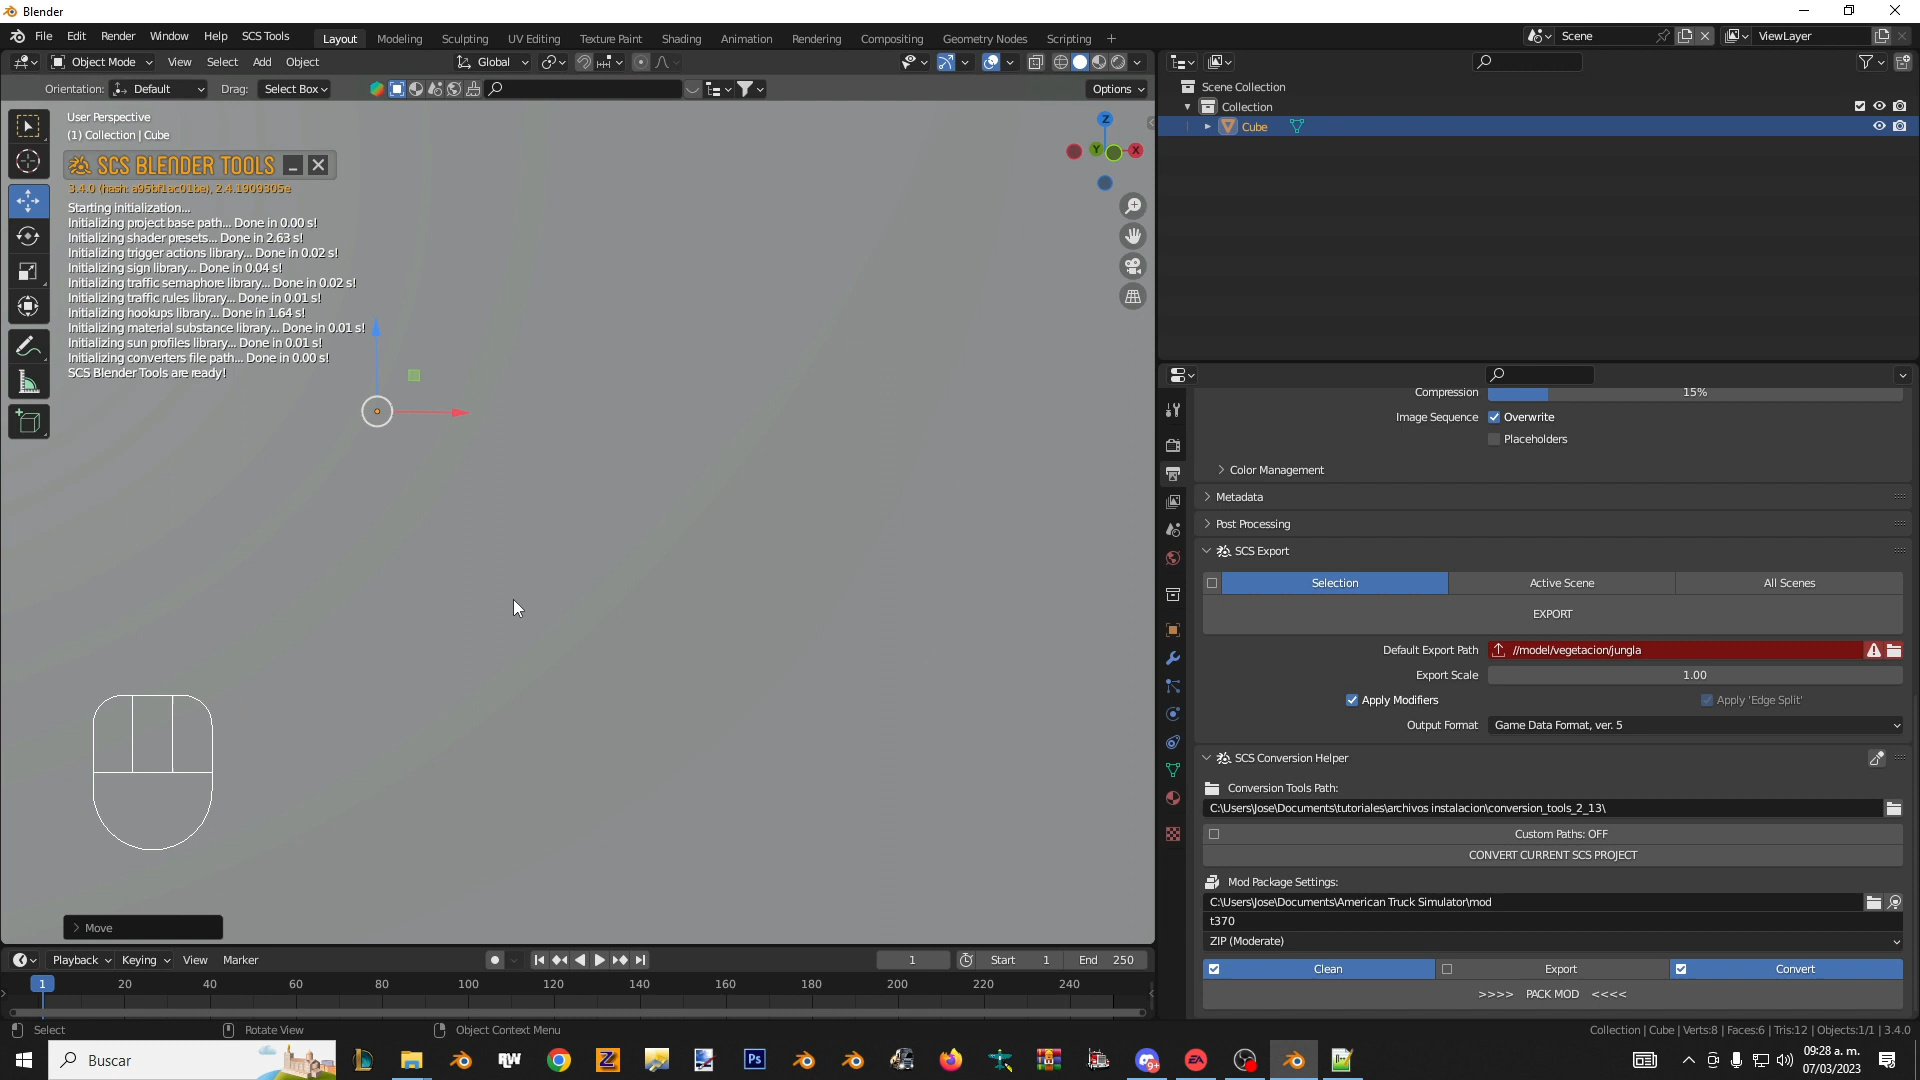 Blender
File Edit Render Window Help SCS Tools Layout Modeling Sculpting UV Editing Texture Paint Shading Animation Rendering Compositing Geometry Nodes Scripting + Scene ViewLayer
Object Mode View Select Add Object Global
Orientation: Default Drag: Select Box Options
User Perspective
(1) Collection | Cube
SCS BLENDER TOOLS
3.4.0 (hash: a95bf1ac01be), 2.4.1909305e
Starting initialization...
Initializing project base path... Done in 0.00 s!
Initializing shader presets... Done in 2.63 s!
Initializing trigger actions library... Done in 0.02 s!
Initializing sign library... Done in 0.04 s!
Initializing traffic semaphore library... Done in 0.02 s!
Initializing traffic rules library... Done in 0.01 s!
Initializing hookups library... Done in 1.64 s!
Initializing material substance library... Done in 0.01 s!
Initializing sun profiles library... Done in 0.01 s!
Initializing converters file path... Done in 0.00 s!
SCS Blender Tools are ready!
Z
Y X
Move
Scene Collection
Collection
Cube
Compression 15%
Image Sequence Overwrite
Placeholders
Color Management
Metadata
Post Processing
SCS Export
Selection Active Scene All Scenes
EXPORT
Default Export Path //model/vegetacion/jungla
Export Scale 1.00
Apply Modifiers Apply 'Edge Split'
Output Format Game Data Format, ver. 5
SCS Conversion Helper
Conversion Tools Path:
C:\Users\Jose\Documents\tutoriales\archivos instalacion\conversion_tools_2_13\
Custom Paths: OFF
CONVERT CURRENT SCS PROJECT
Mod Package Settings:
C:\Users\Jose\Documents\American Truck Simulator\mod
t370
ZIP (Moderate)
Clean Export Convert
>>>> PACK MOD <<<<
Playback Keying View Marker 1 Start 1 End 250
1 20 40 60 80 100 120 140 160 180 200 220 240
Select Rotate View Object Context Menu Collection | Cube | Verts:8 | Faces:6 | Tris:12 | Objects:1/1 | 3.4.0
Buscar RW Z Ps EA 09:28 a. m.
07/03/2023